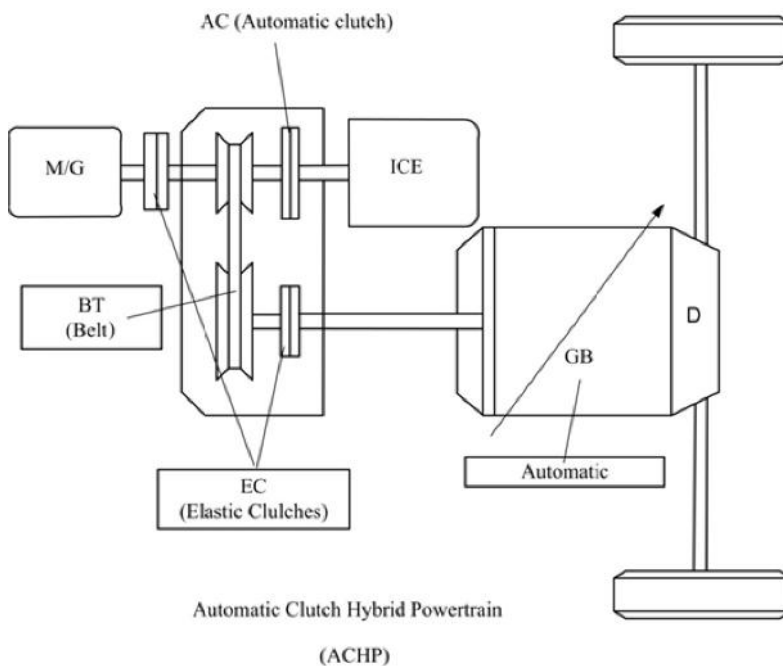 AC (Automatic clutch)
M/G
ICE
BT
(Belt)
D
GB
EC
(Elastic Clulches)
Automatic
Automatic Clutch Hybrid Powertrain
(ACHP)